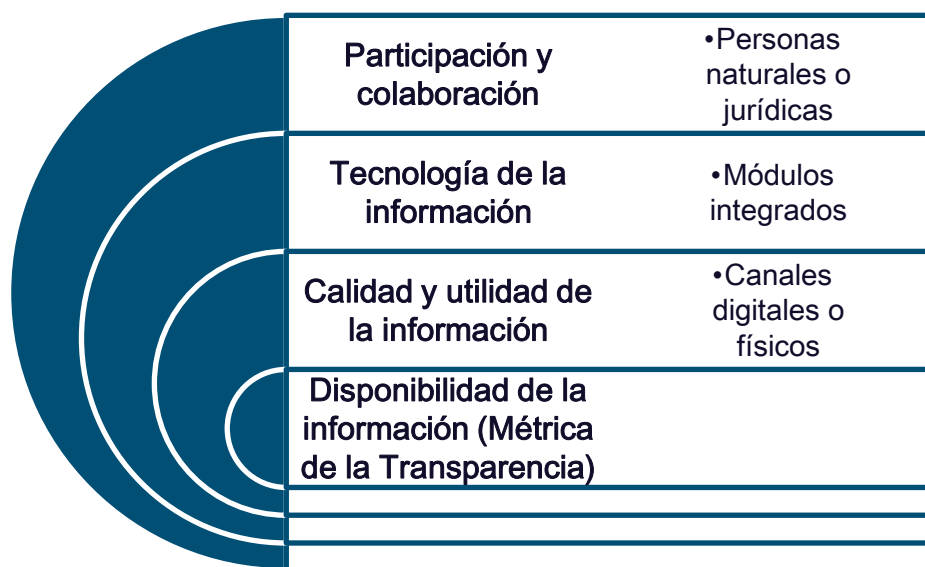 Participación y
colaboración
•Personas
naturales o
jurídicas
Tecnología de la
información
•Módulos
integrados
Calidad y utilidad de
la información
•Canales
digitales o
físicos
Disponibilidad de la
información (Métrica
de la Transparencia)